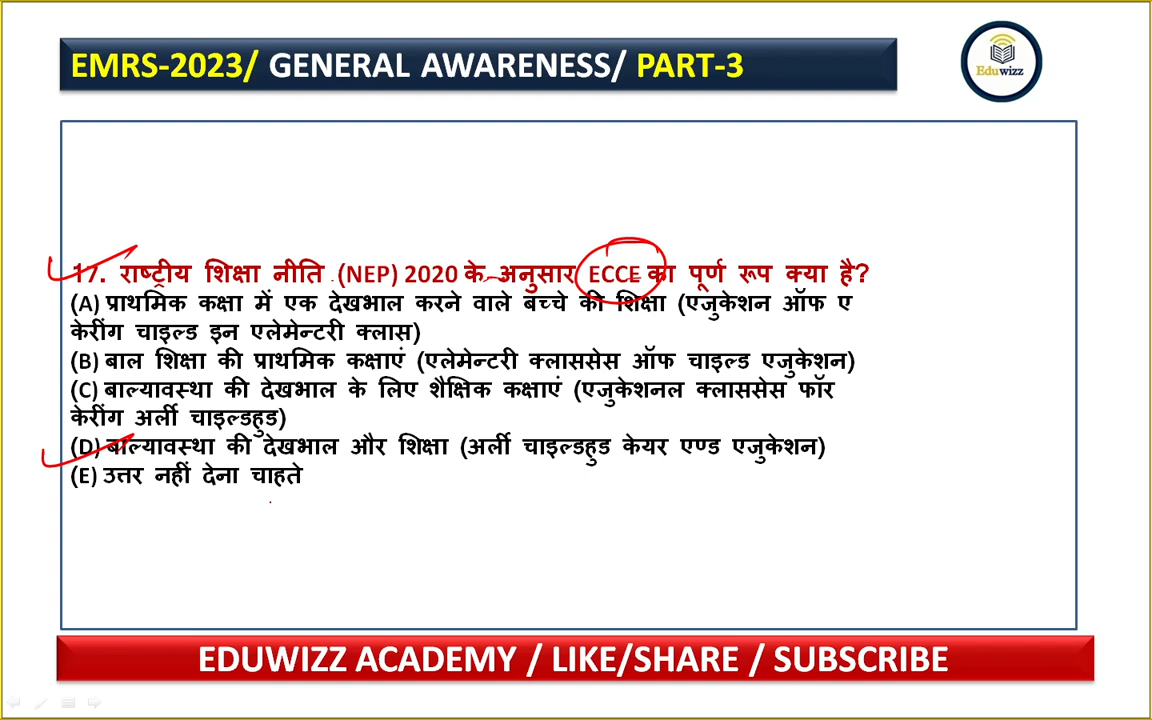 EMRS-2023/ GENERAL AWARENESS/ PART-3
Eduwizz
17. राष्ट्रीय शिक्षा नीति (NEP) 2020 के अनुसार ECCE का पूर्ण रूप क्या है?
(A) प्राथमिक कक्षा में एक देखभाल करने वाले बच्चे की शिक्षा (एजुकेशन ऑफ ए
केरींग चाइल्ड इन एलेमेन्टरी क्लास)
(B) बाल शिक्षा की प्राथमिक कक्षाएं (एलेमेन्टरी क्लाससेस ऑफ चाइल्ड एजुकेशन)
(C) बाल्यावस्था की देखभाल के लिए शैक्षिक कक्षाएं (एजुकेशनल क्लाससेस फॉर
केरींग अर्ली चाइल्डहुड)
(D) बाल्यावस्था की देखभाल और शिक्षा (अर्ली चाइल्डहुड केयर एण्ड एजुकेशन)
(E) उत्तर नहीं देना चाहते
EDUWIZZ ACADEMY / LIKE/SHARE / SUBSCRIBE